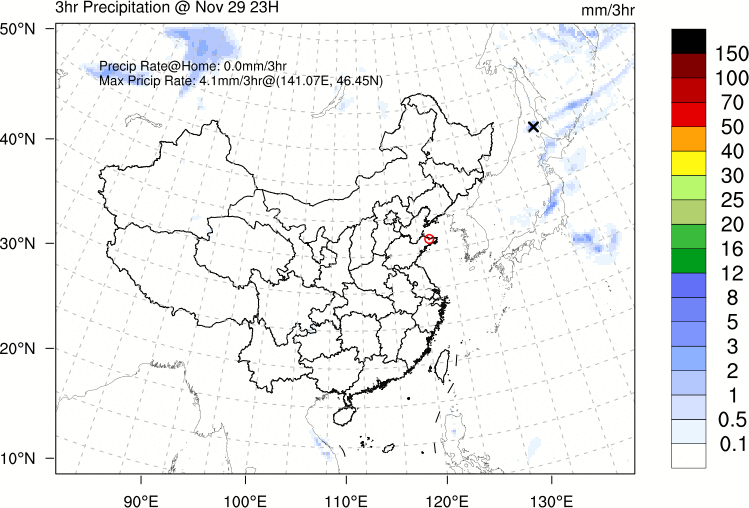 3hr Precipitation @ Nov 29 23H
mm/3hr
Precip Rate@Home: 0.0mm/3hr
Max Pricip Rate: 4.1mm/3hr@(141.07E, 46.45N)
50°N
40°N
30°N
20°N
10°N
90°E
100°E
110°E
120°E
130°E
150
100
70
50
40
30
25
20
16
12
8
5
3
2
1
0.5
0.1